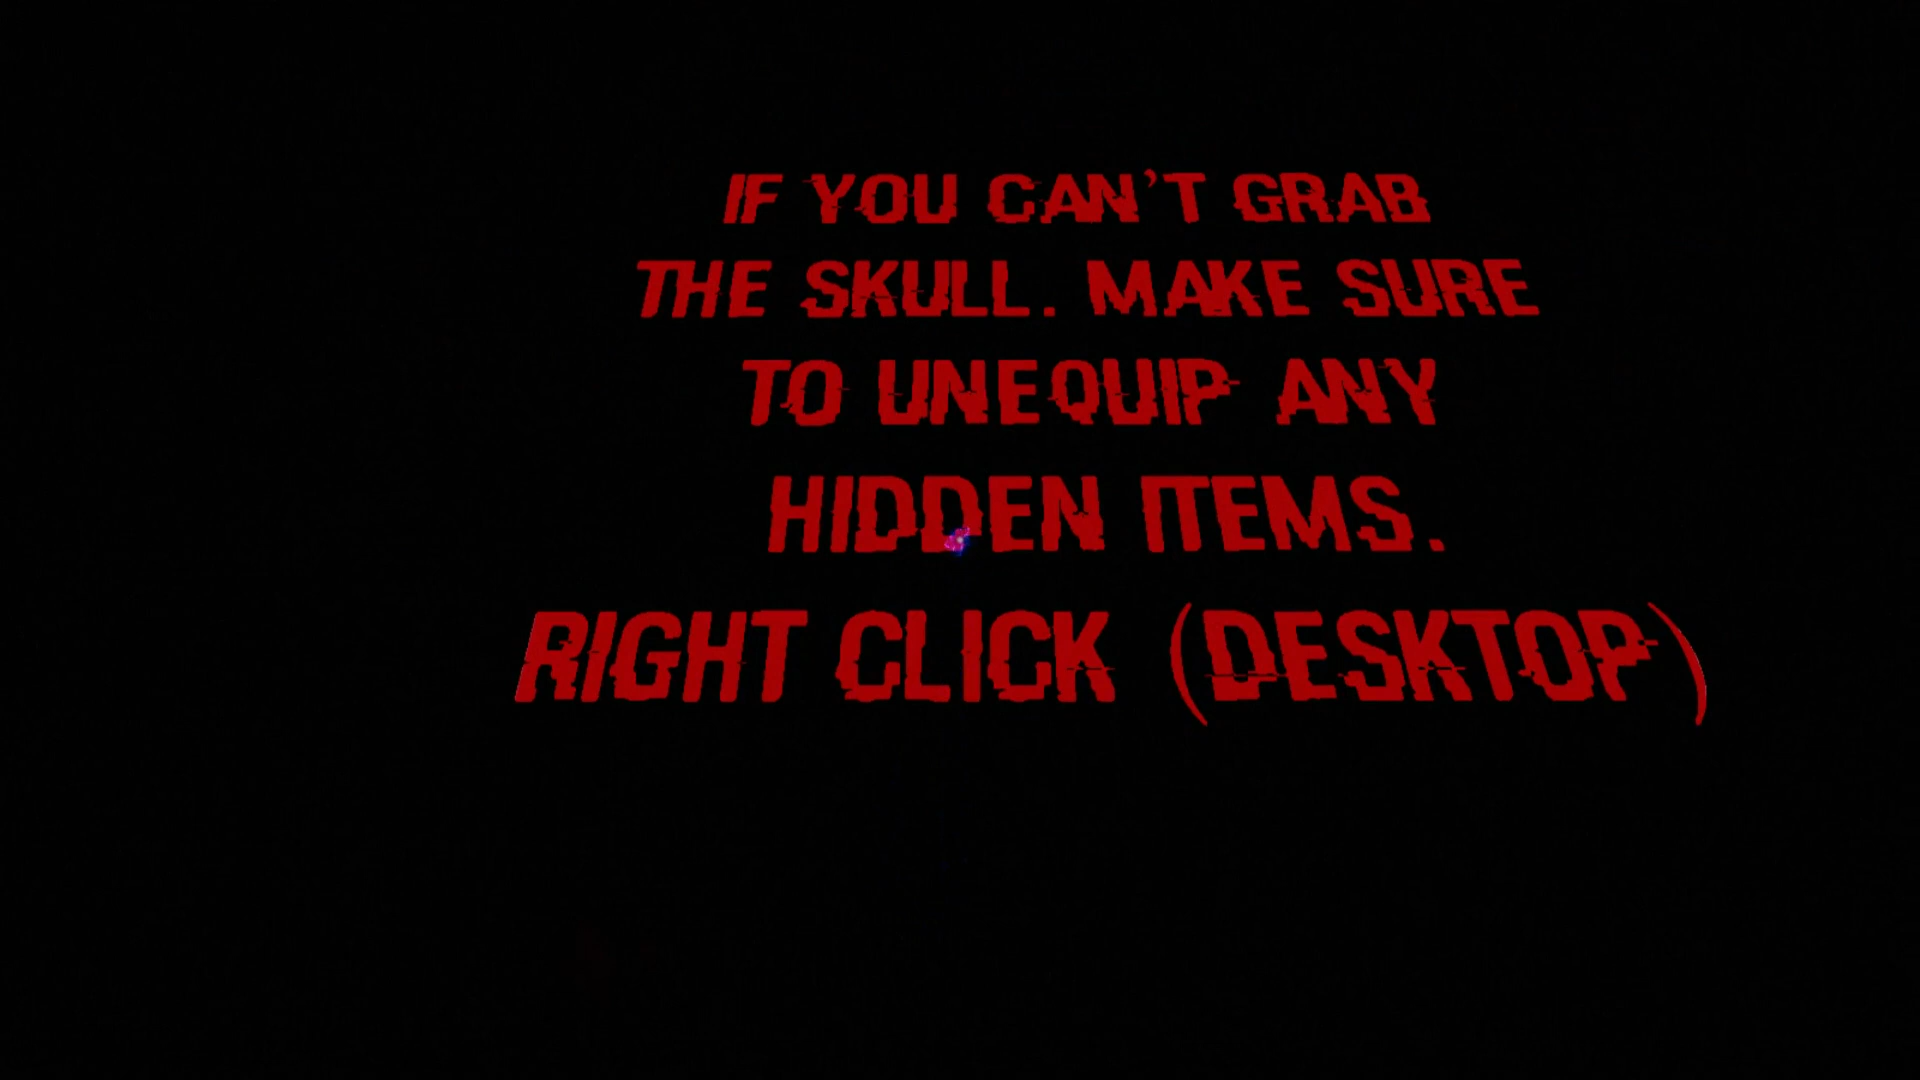 IF YOU CAN'T GRAB
THE SKULL. MAKE SURE
TO UNEQUIP ANY
HIDDEN ITEMS.
RIGHT CLICK (DESKTOP)